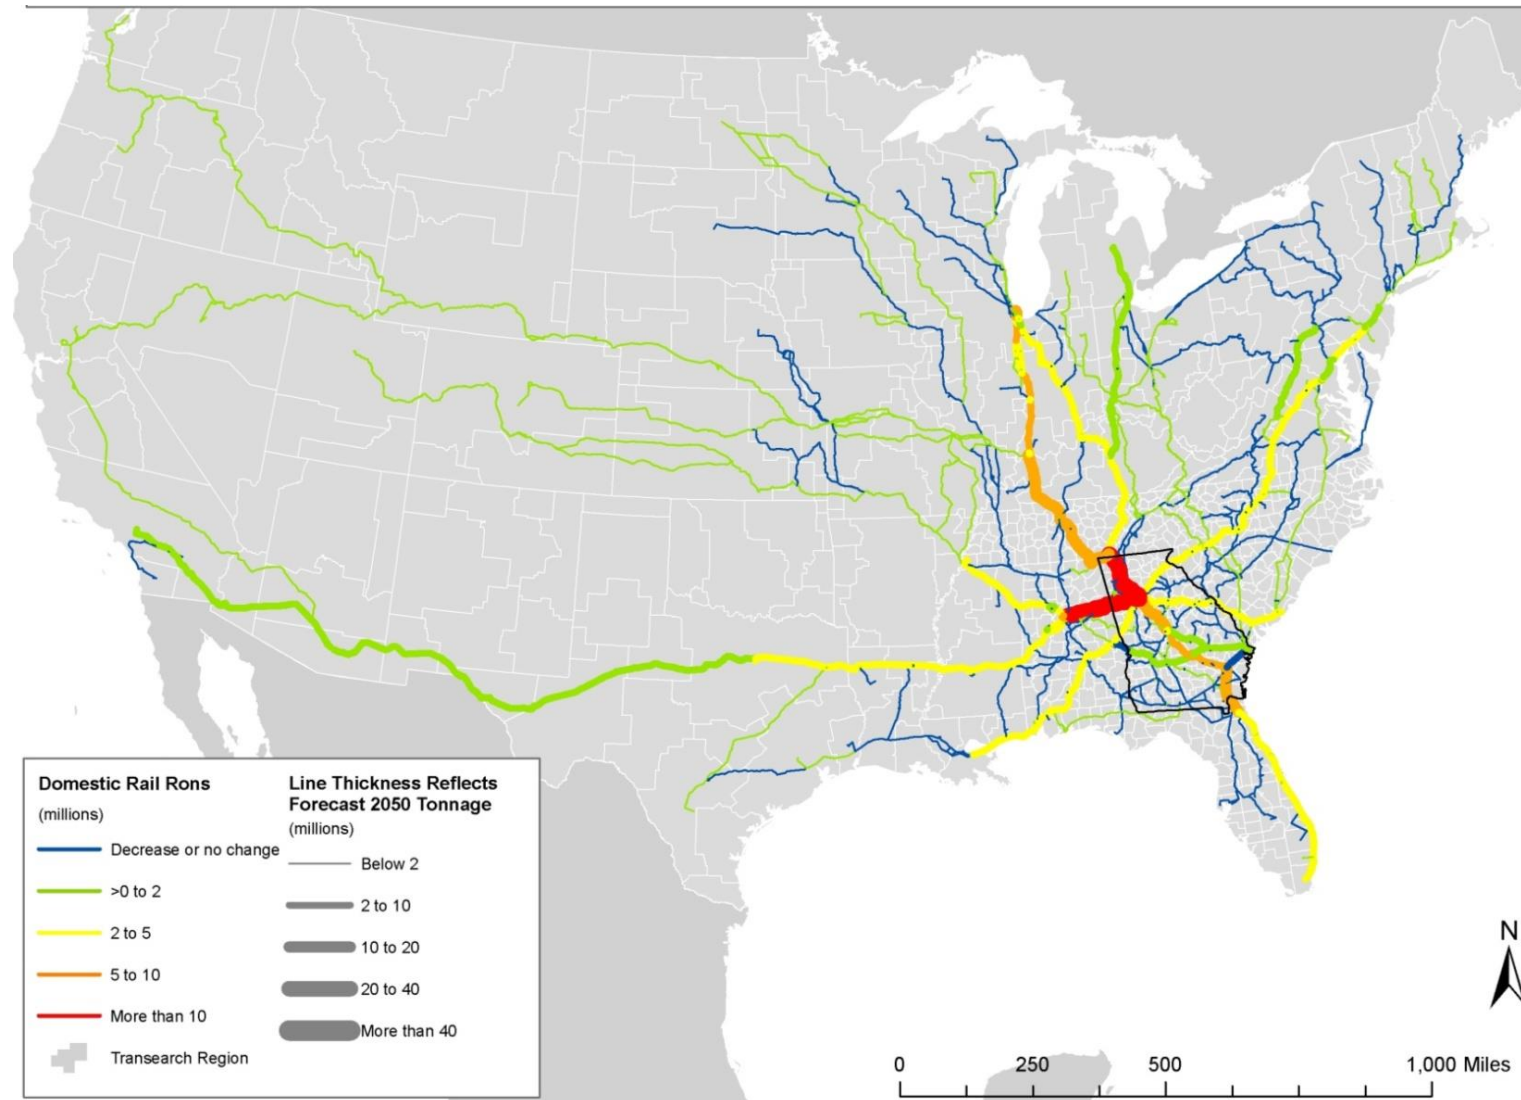 Domestic Rail Rons
(millions)
Decrease or no change
>0 to 2
2 to 5
5 to 10
More than 10
Transearch Region
Line Thickness Reflects
Forecast 2050 Tonnage
(millions)
Below 2
2 to 10
10 to 20
20 to 40
More than 40
N
0 250 500 1,000 Miles